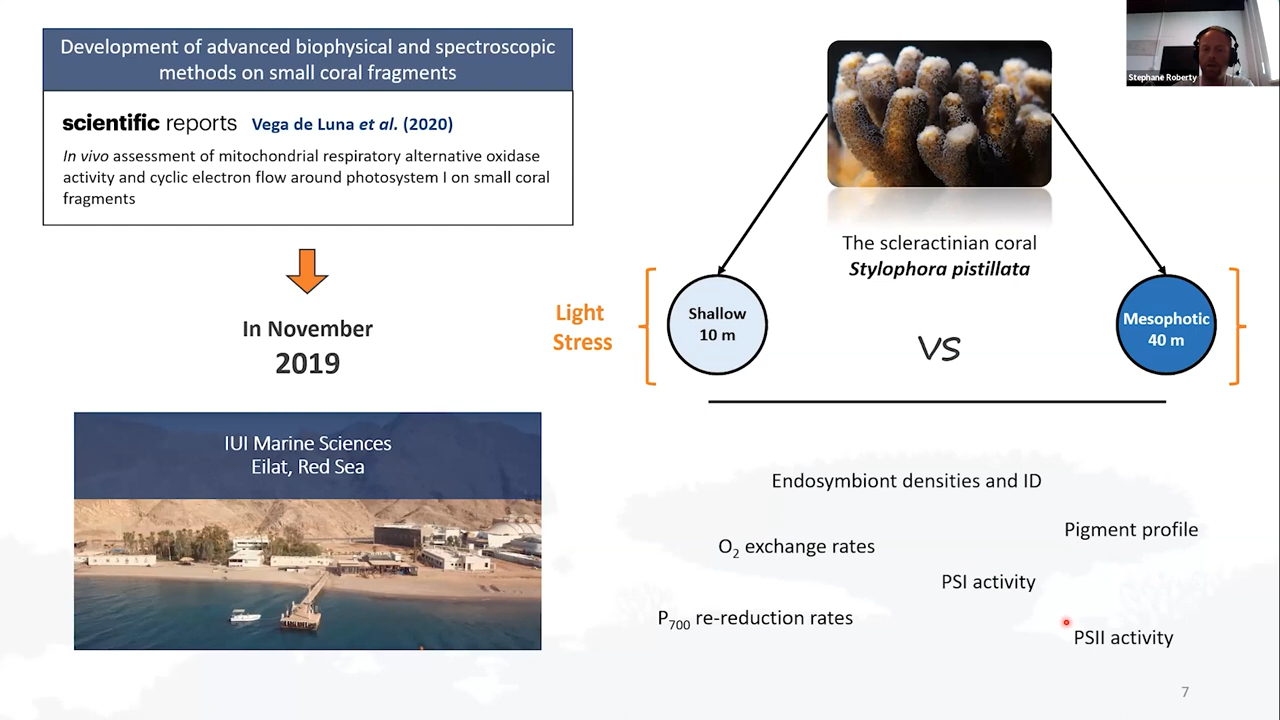 Development of advanced biophysical and spectroscopic
methods on small coral fragments
scientific reports Vega de Luna et al. (2020)
In vivo assessment of mitochondrial respiratory alternative oxidase
activity and cyclic electron flow around photosystem I on small coral
fragments
In November
2019
IUI Marine Sciences
Eilat, Red Sea
Stephane Roberty
The scleractinian coral
Stylophora pistillata
Light
Stress
Shallow
10 m
VS
Mesophotic
40 m
Endosymbiont densities and ID
Pigment profile
O2 exchange rates
PSI activity
P700 re-reduction rates
PSII activity
7